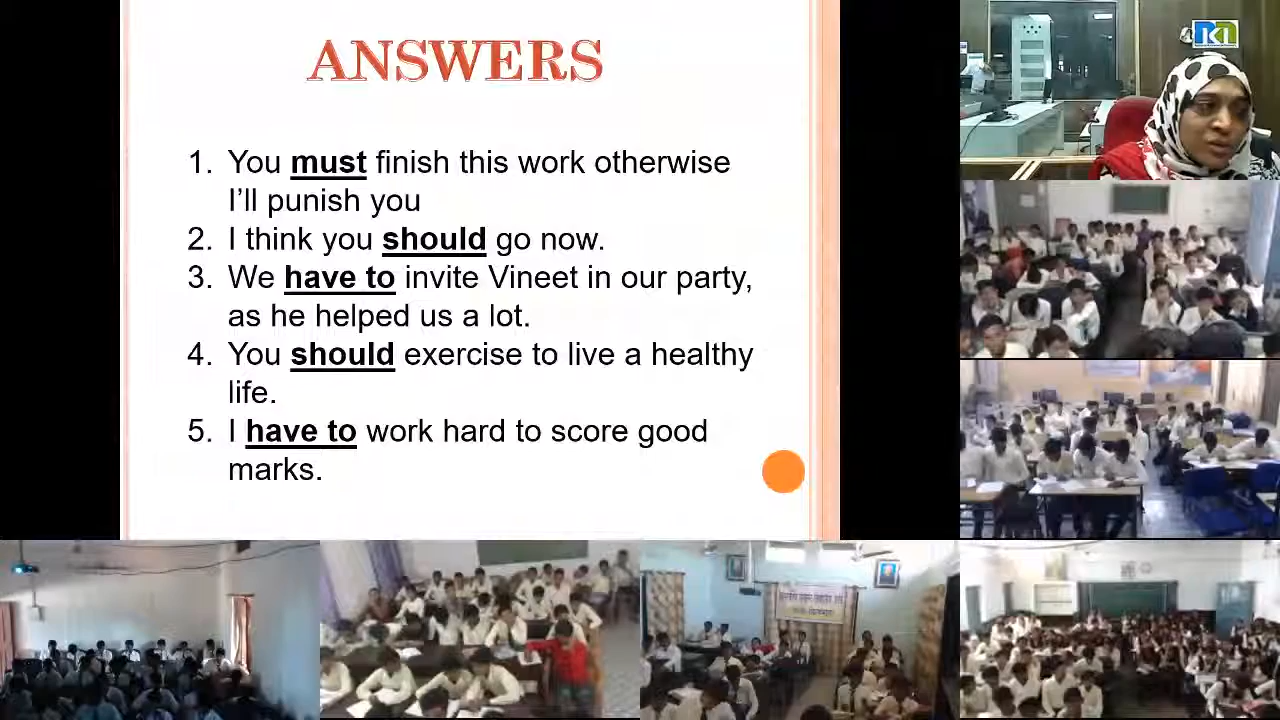 ANSWERS
1. You must finish this work otherwise
I’ll punish you
2. I think you should go now.
3. We have to invite Vineet in our party,
as he helped us a lot.
4. You should exercise to live a healthy
life.
5. I have to work hard to score good
marks.